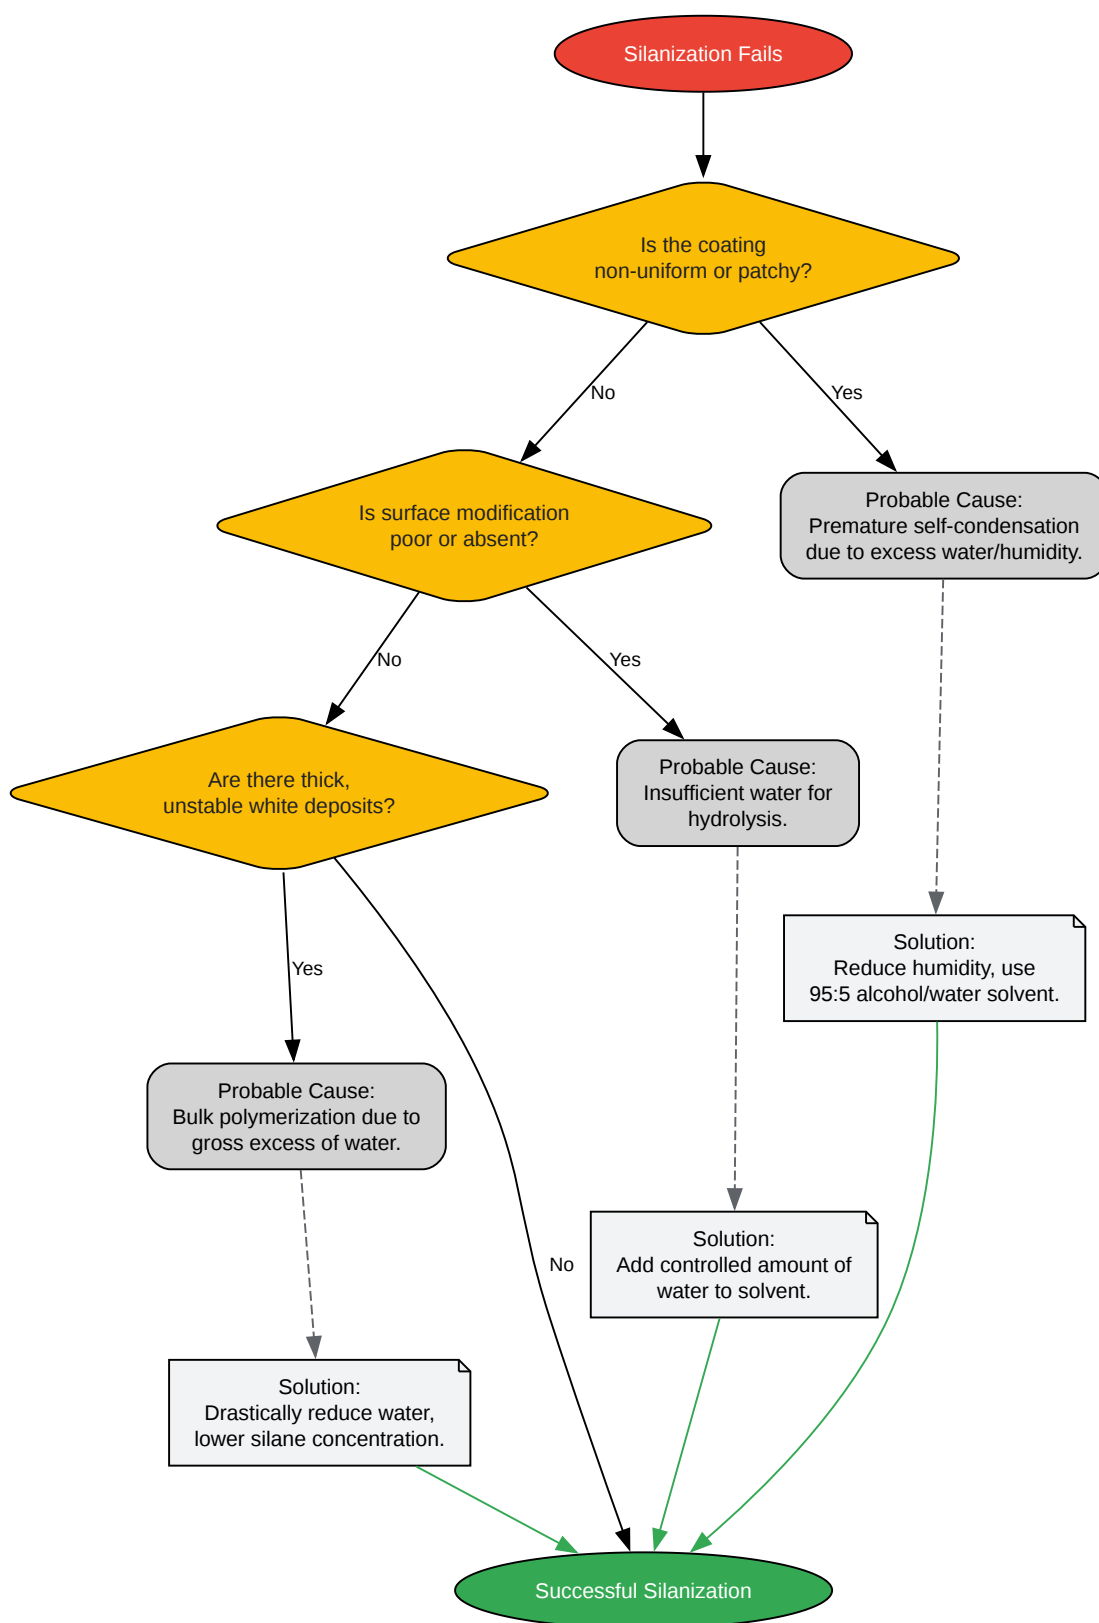 Silanization Fails
Is the coating
non-uniform or patchy?
No
Yes
Is surface modification
poor or absent?
Probable Cause:
Premature self-condensation
due to excess water/humidity.
No
Yes
Are there thick,
unstable white deposits?
Probable Cause:
Insufficient water for
hydrolysis.
Yes
Solution:
Reduce humidity, use
95:5 alcohol/water solvent.
Probable Cause:
Bulk polymerization due to
gross excess of water.
No
Solution:
Add controlled amount of
water to solvent.
Solution:
Drastically reduce water,
lower silane concentration.
Successful Silanization